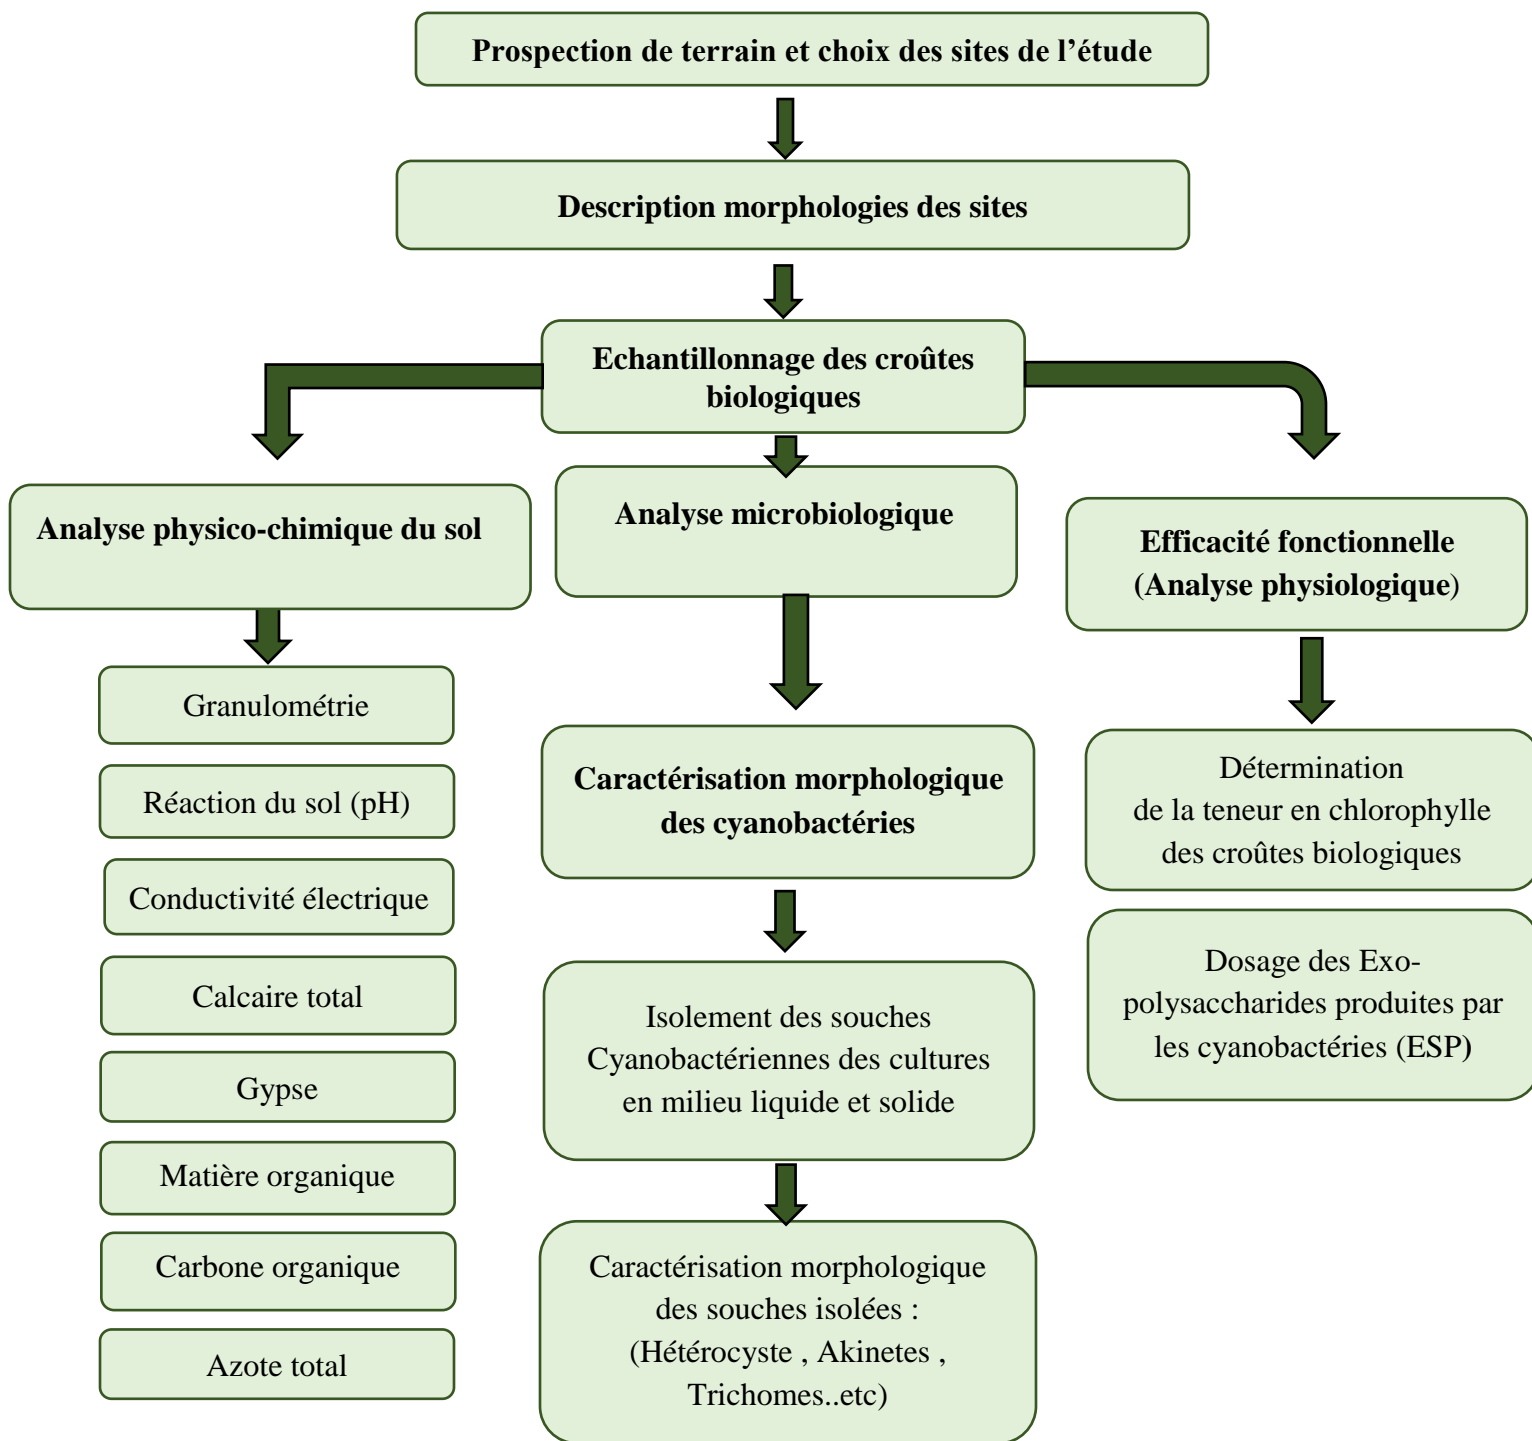 Prospection de terrain et choix des sites de l’étude
Description morphologies des sites
Echantillonnage des croûtes
biologiques
Analyse physico-chimique du sol
Granulométrie
Réaction du sol (pH)
Conductivité électrique
Calcaire total
Gypse
Matière organique
Carbone organique
Azote total
Analyse microbiologique
Caractérisation morphologique
des cyanobactéries
Isolement des souches
Cyanobactériennes des cultures
en milieu liquide et solide
Caractérisation morphologique
des souches isolées :
(Hétérocyste , Akinetes ,
Trichomes..etc)
Efficacité fonctionnelle
(Analyse physiologique)
Détermination
de la teneur en chlorophylle
des croûtes biologiques
Dosage des Exo-
polysaccharides produites par
les cyanobactéries (ESP)